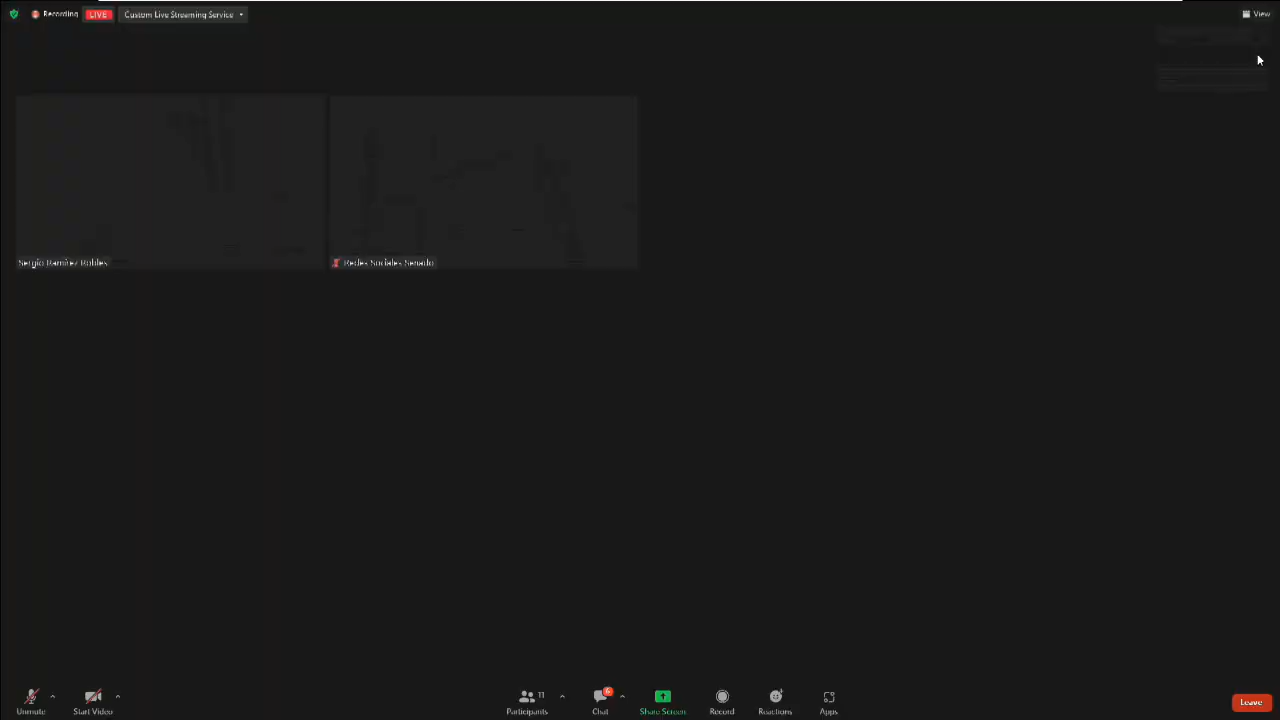 Recording LIVE Custom Live Streaming Service View
Sergio Ramírez Robles Redes Sociales Senado
Unmute Start Video 11 Participants 6 Chat Share Screen Record Reactions Apps Leave